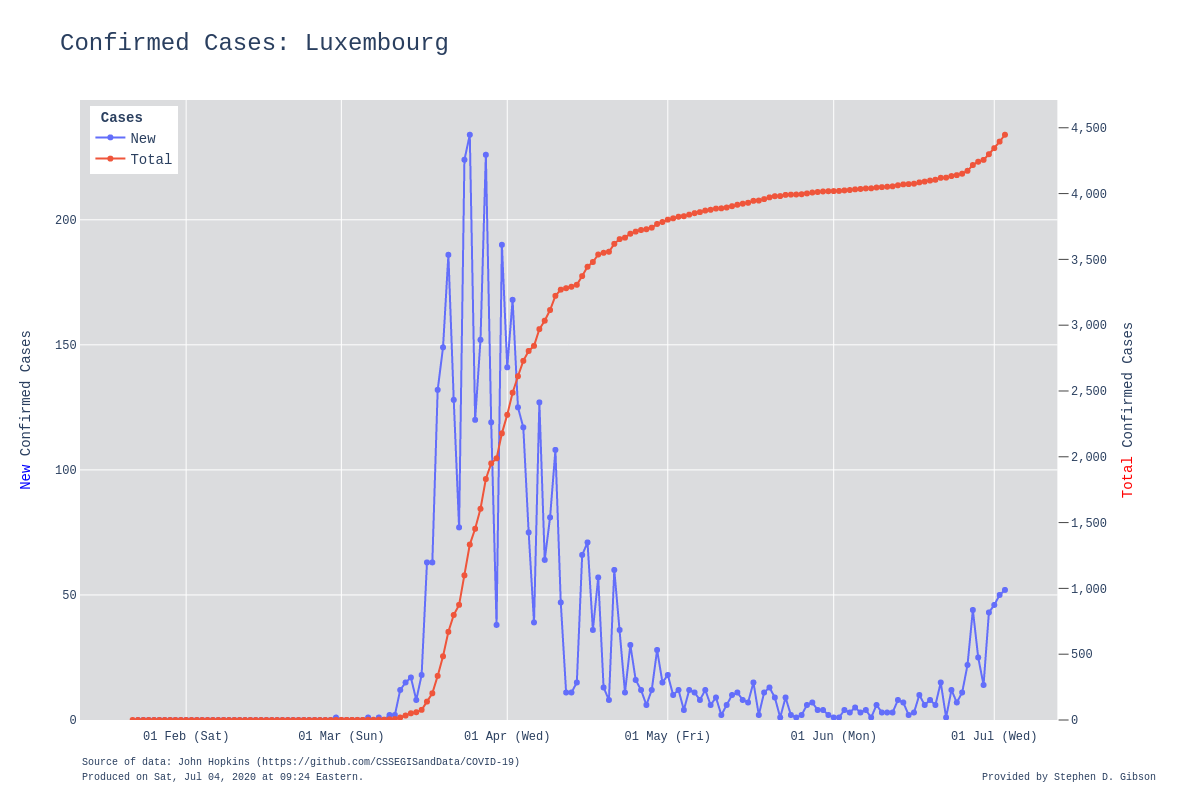 Confirmed Cases: Luxembourg
Cases
New
Total
4,500
4,000
3,500
3,000
2,500
2,000
1,500
1,000
500
0
200
150
100
50
0
New Confirmed Cases
Total Confirmed Cases
01 Feb (Sat)
01 Mar (Sun)
01 Apr (Wed)
01 May (Fri)
01 Jun (Mon)
01 Jul (Wed)
Source of data: John Hopkins (https://github.com/CSSEGISandData/COVID-19)
Produced on Sat, Jul 04, 2020 at 09:24 Eastern.
Provided by Stephen D. Gibson